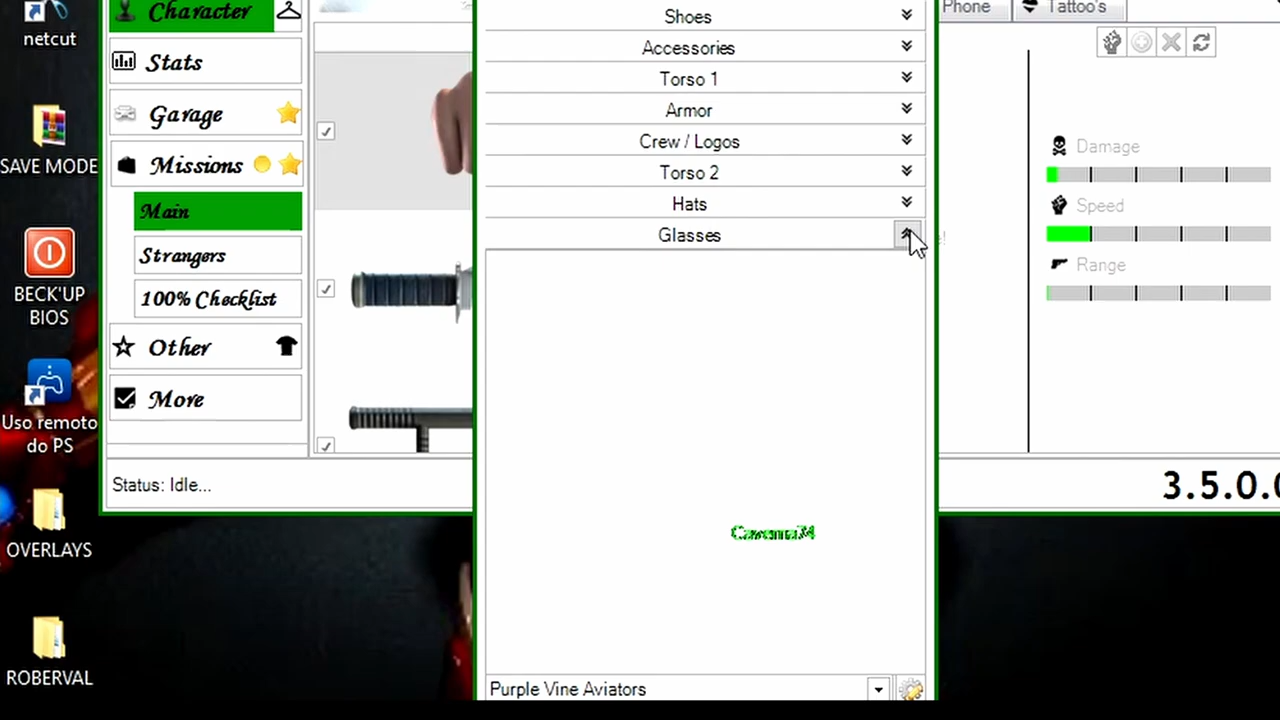 netcut
SAVE MODE
BECK'UP
BIOS
Uso remoto
do PS
OVERLAYS
ROBERVAL
Character
Stats
Garage
Missions
Main
Strangers
100% Checklist
Other
More
Status: Idle...
Shoes
Accessories
Torso 1
Armor
Crew / Logos
Torso 2
Hats
Glasses
Purple Vine Aviators
Phone
Tattoo's
Damage
Speed
Range
3.5.0.0